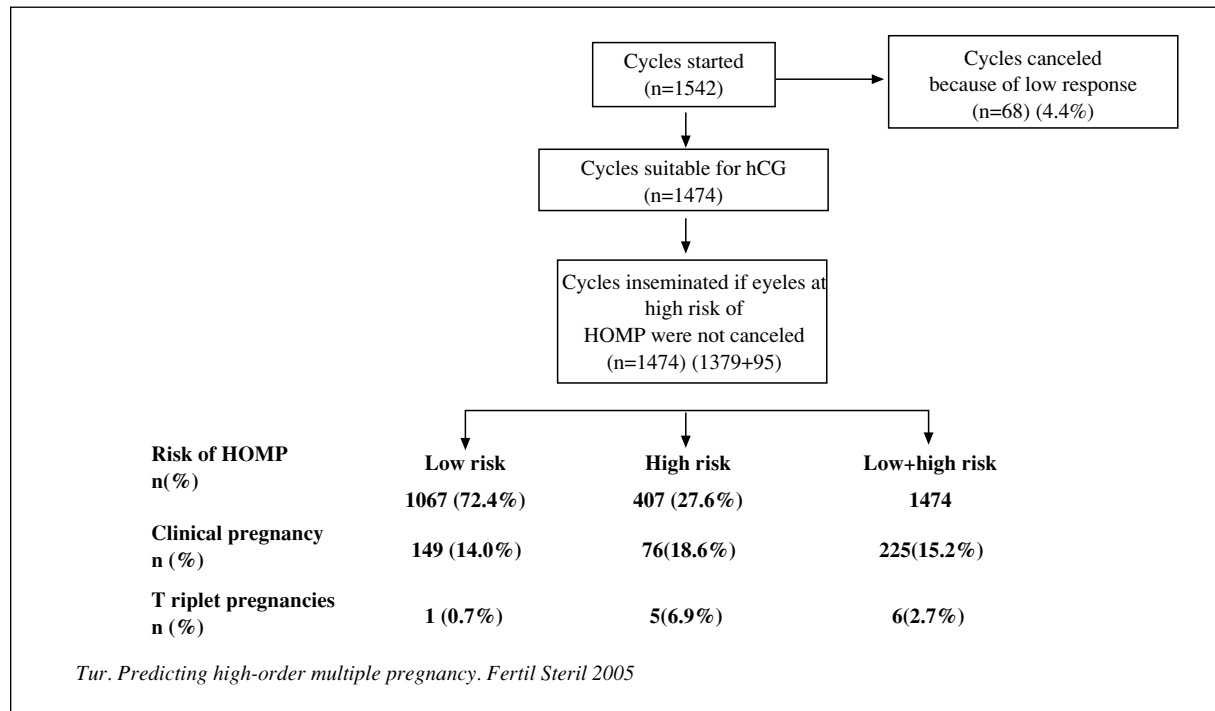 Cycles started
(n=1542)
Cycles canceled
because of low response
(n=68) (4.4%)
Cycles suitable for hCG
(n=1474)
Cycles inseminated if eyeles at
high risk of
HOMP were not canceled
(n=1474) (1379+95)
Risk of HOMP
n(%)
Low risk
High risk
Low+high risk
1067 (72.4%)
407 (27.6%)
1474
Clinical pregnancy
n (%)
149 (14.0%)
76(18.6%)
225(15.2%)
T riplet pregnancies
n (%)
1 (0.7%)
5(6.9%)
6(2.7%)
Tur. Predicting high-order multiple pregnancy. Fertil Steril 2005